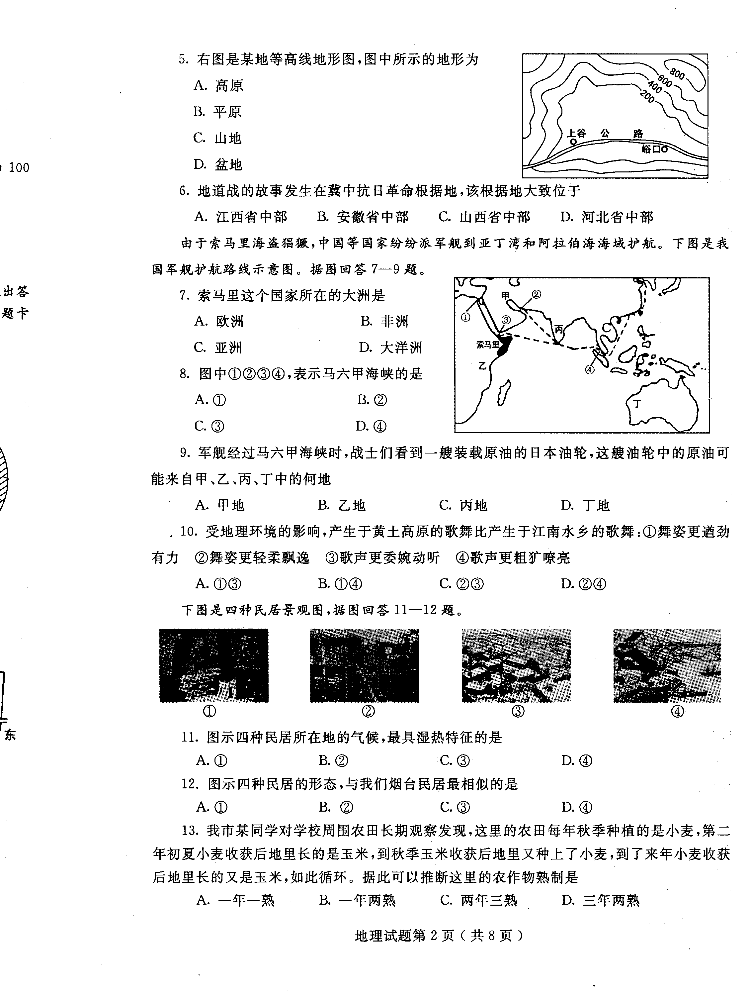 5. 右图是某地等高线地形图,图中所示的地形为
A. 高原
B. 平原
C. 山地
D. 盆地
800
600
400
200
上谷 公 路
峪口
100
6. 地道战的故事发生在冀中抗日革命根据地,该根据地大致位于
A. 江西省中部 B. 安徽省中部 C. 山西省中部 D. 河北省中部
由于索马里海盗猖獗,中国等国家纷纷派军舰到亚丁湾和阿拉伯海海域护航。下图是我
国军舰护航路线示意图。据图回答 7—9 题。
出答
题卡
7. 索马里这个国家所在的大洲是
A. 欧洲 B. 非洲
C. 亚洲 D. 大洋洲
8. 图中①②③④,表示马六甲海峡的是
A. ① B. ②
C. ③ D. ④
甲 ②
①
③
丙
索马里
乙
④
丁
9. 军舰经过马六甲海峡时,战士们看到一艘装载原油的日本油轮,这艘油轮中的原油可
能来自甲、乙、丙、丁中的何地
A. 甲地 B. 乙地 C. 丙地 D. 丁地
10. 受地理环境的影响,产生于黄土高原的歌舞比产生于江南水乡的歌舞:①舞姿更遒劲
有力 ②舞姿更轻柔飘逸 ③歌声更委婉动听 ④歌声更粗犷嘹亮
A. ①③ B. ①④ C. ②③ D. ②④
下图是四种民居景观图,据图回答 11—12 题。
① ② ③ ④
东
11. 图示四种民居所在地的气候,最具湿热特征的是
A. ① B. ② C. ③ D. ④
12. 图示四种民居的形态,与我们烟台民居最相似的是
A. ① B. ② C. ③ D. ④
13. 我市某同学对学校周围农田长期观察发现,这里的农田每年秋季种植的是小麦,第二
年初夏小麦收获后地里长的是玉米,到秋季玉米收获后地里又种上了小麦,到了来年小麦收获
后地里长的又是玉米,如此循环。据此可以推断这里的农作物熟制是
A. 一年一熟 B. 一年两熟 C. 两年三熟 D. 三年两熟
地理试题第 2 页 ( 共 8 页 )